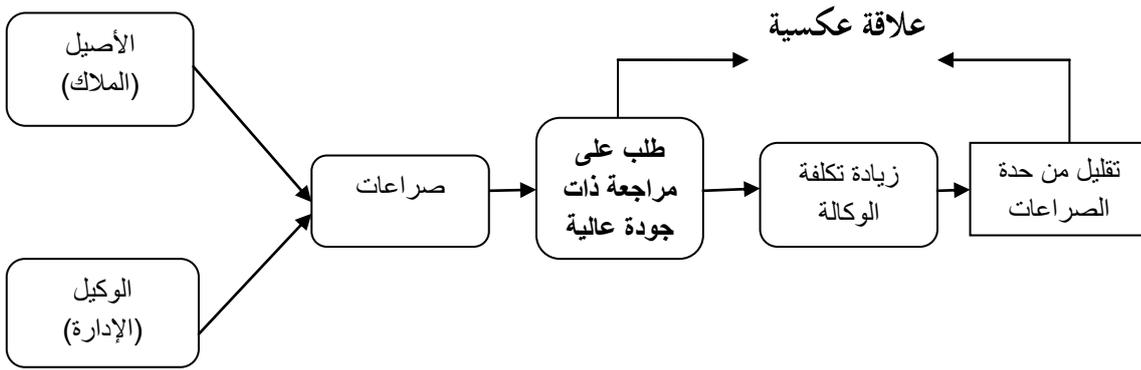 علاقة عكسية
الأصيل
(الملاك)
صراعات
طلب على
مراجعة ذات
جودة عالية
زيادة تكلفة
الوكالة
تقليل من حدة
الصراعات
الوكيل
(الإدارة)